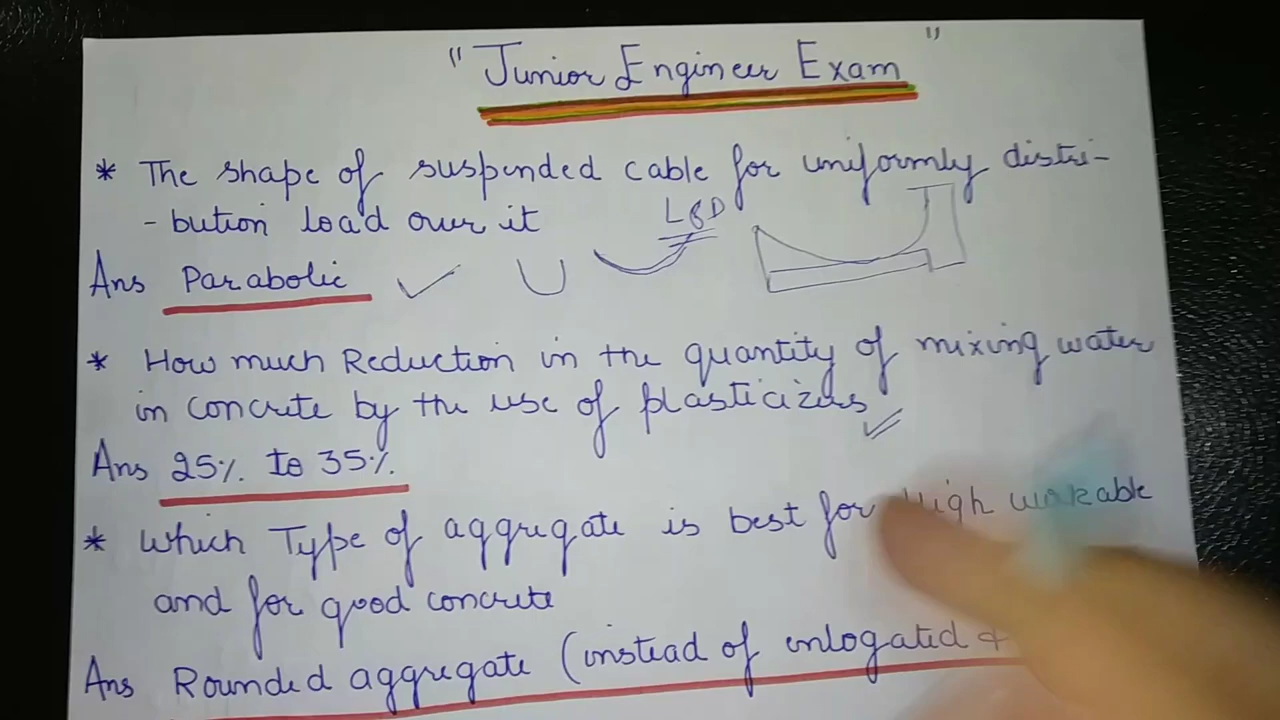 " Junior Engineer Exam "
* The shape of suspended cable for uniformly distri-
- bution load over it
LBD
Ans Parabolic
* How much Reduction in the quantity of mixing water
in concrete by the use of plasticizers
Ans 25% to 35%.
* Which Type of aggregate is best for High workable
and for good concrete
Ans Rounded aggregate (instead of enlogated &